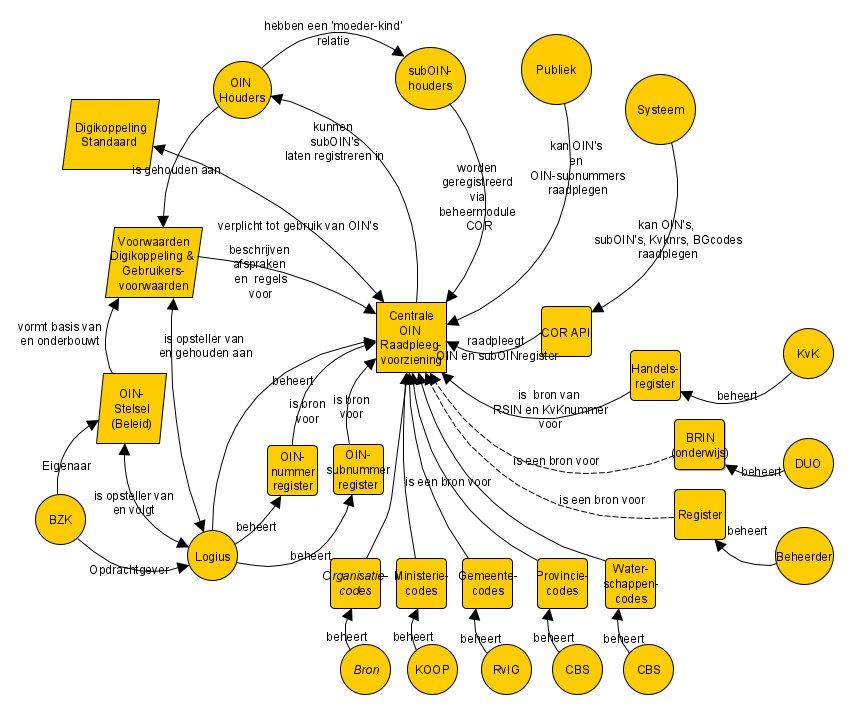 hebben een 'moeder-kind'
relatie
OIN
Houders
subOIN-
houders
Publiek
Systeem
Digikoppeling
Standaard
is gehouden aan
kunnen
subOIN's
laten registreren in
worden
geregistreerd
via
beheermodule
COR
kan OIN's
en
OIN-subnummers
raadplegen
kan OIN's,
subOIN's, Kvknrs, BGcodes
raadplegen
verplicht tot gebruik van OIN's
Voorwaarden
Digikoppeling &
Gebruikers-
voorwaarden
beschrijven
afspraken
en regels
voor
Centrale
OIN
Raadpleeg-
voorziening
raadpleegt
OIN en subOINregister
COR API
vormt basis van
en onderbouwt
is opsteller van
en gehouden aan
Handels-
register
KvK
beheert
is bron van
RSIN en KvKnummer
voor
OIN-
Stelsel
(Beleid)
beheert
is bron
voor
is bron
voor
BRIN
(onderwijs)
DUO
beheert
is een bron voor
Eigenaar
OIN-
nummer
register
OIN-
subnummer
register
is een bron voor
is opsteller van
en volgt
is een bron voor
Register
beheert
Beheerder
BZK
beheert
Logius
beheert
Opdrachtgever
Organisatie-
codes
Ministerie-
codes
Gemeente-
codes
Provincie-
codes
Water-
schappen-
codes
beheert
beheert
beheert
beheert
beheert
Bron
KOOP
RvIG
CBS
CBS